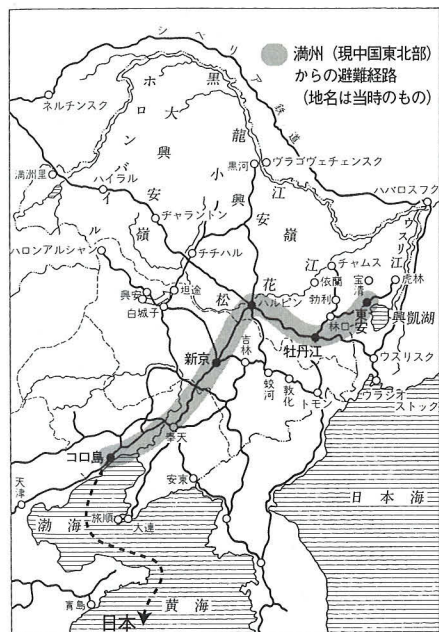 満州（現中国東北部）
からの避難経路
（地名は当時のもの）
シベリア鉄道
ネルチンスク
黒龍江
ホロンバイル
大興安嶺
小興安嶺
黒河
ヴラゴヴェチェンスク
満洲里
ハイラル
ハバロスフク
ウスリ江
ヂャラントン
ハロンアルシャン
チチハル
チャムス
依蘭
宝清
虎林
勃利
松花江
ハルビン
興安
坦途
白城子
林口
東安
興凱湖
牡丹江
新京
吉林
ウスリスク
蛟河
敦化
トモン
ウラジオ
ストック
奉天
コロ島
安東
天津
日本海
渤海
旅順
大連
青島
黄海
日本